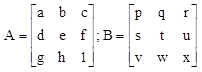 A = [a b c; d e f; g h 1] ; B = [p q r; s t u; v w x]